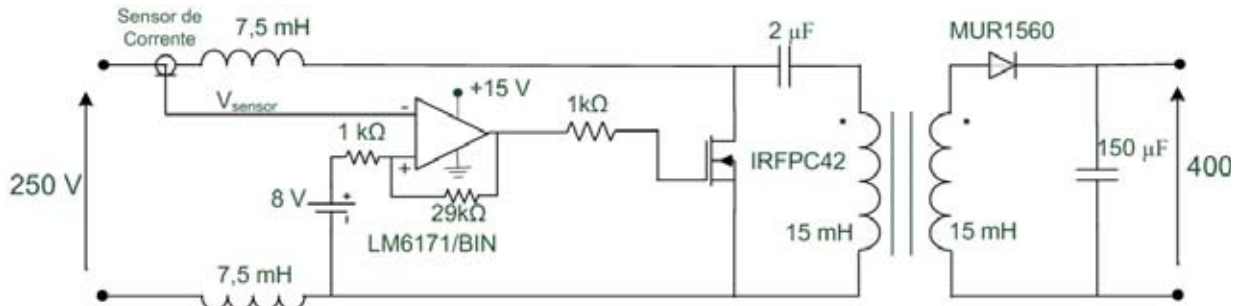 Sensor de
Corrente
7,5 mH
2 µF
MUR1560
+15 V
V sensor
-
1kΩ
1 kΩ
+
IRFPC42
150 µF
250 V
400
8 V
+
29kΩ
LM6171/BIN
15 mH
15 mH
7,5 mH